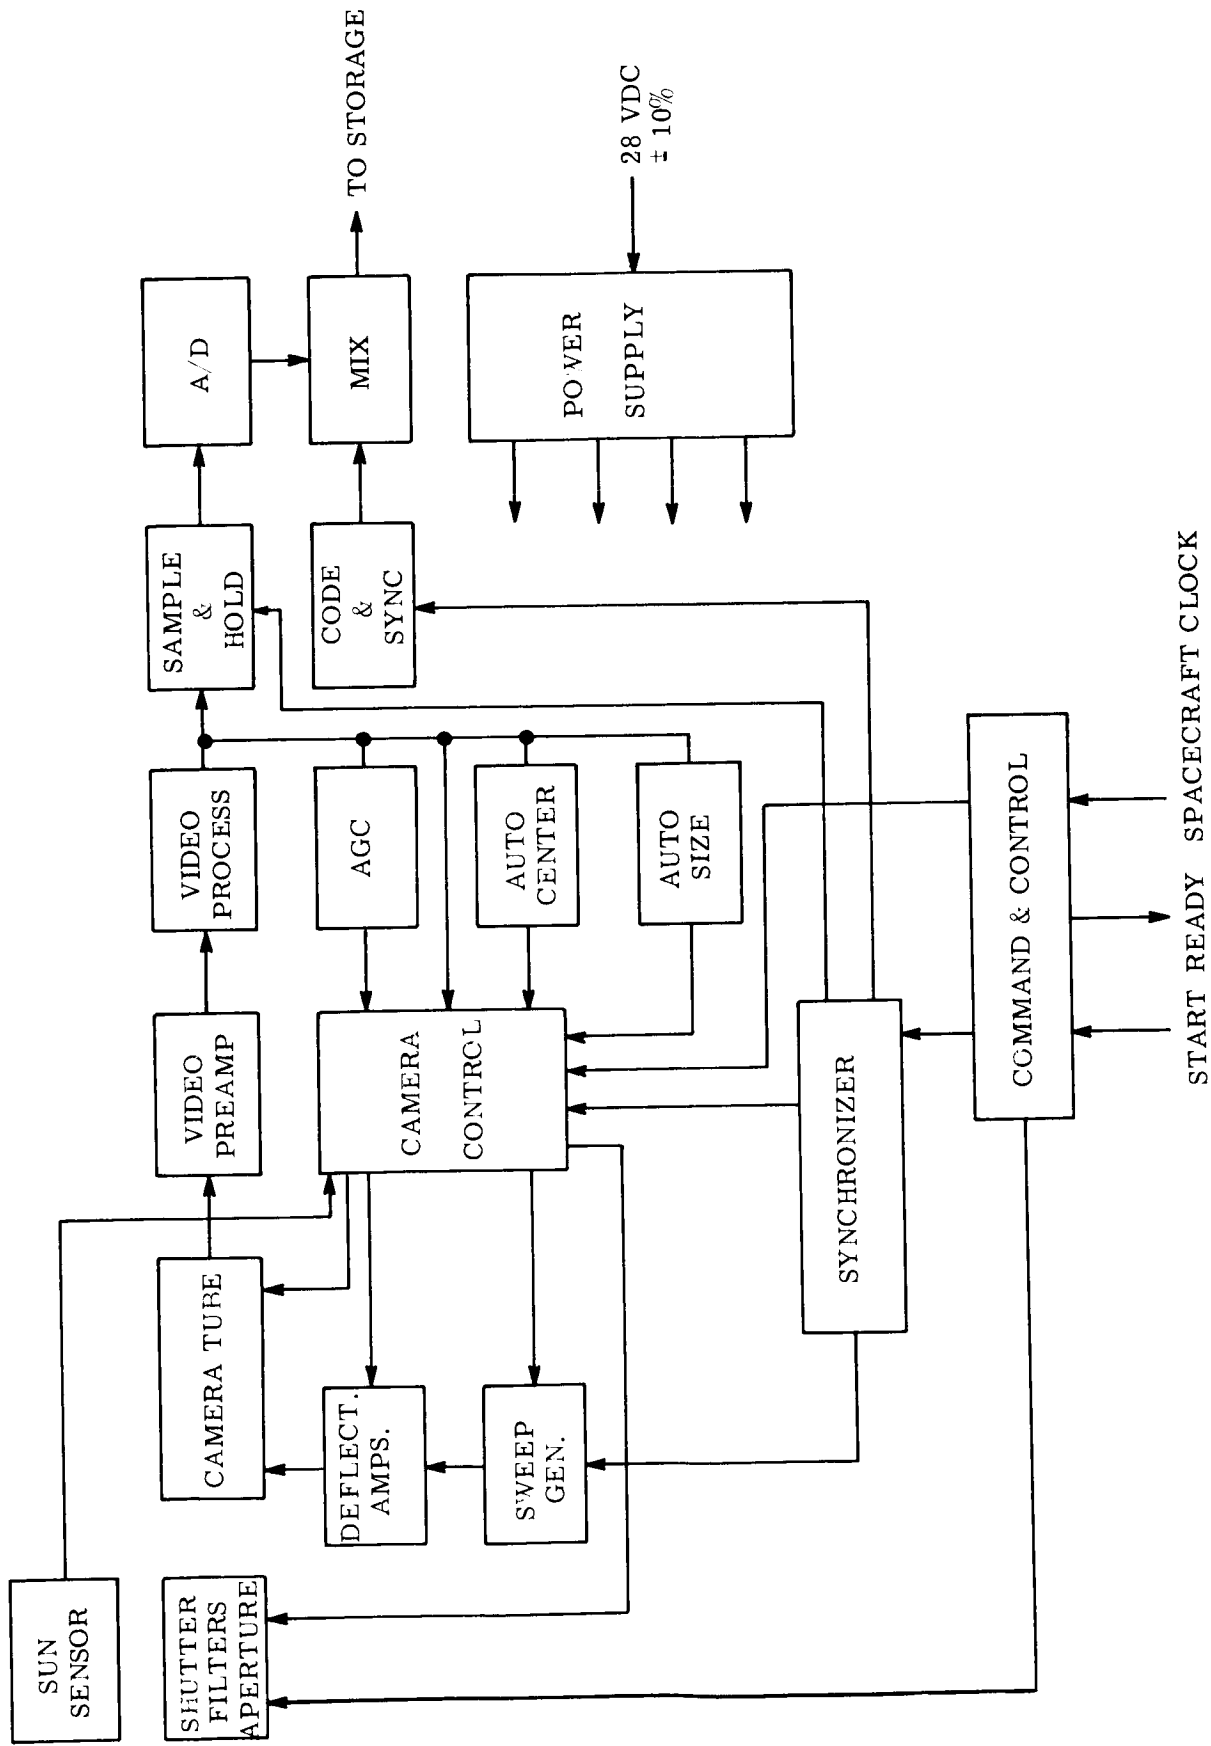 SUN
SENSOR
SHUTTER
FILTERS
APERTURE
CAMERA TUBE
VIDEO
PREAMP
VIDEO
PROCESS
SAMPLE
&
HOLD
A/D
DEFLECT.
AMPS.
SWEEP
GEN.
CAMERA
CONTROL
AGC
AUTO
CENTER
AUTO
SIZE
CODE
&
SYNC
MIX
TO STORAGE
POWER
SUPPLY
28 VDC
± 10%
SYNCHRONIZER
COMMAND & CONTROL
START READY SPACECRAFT CLOCK